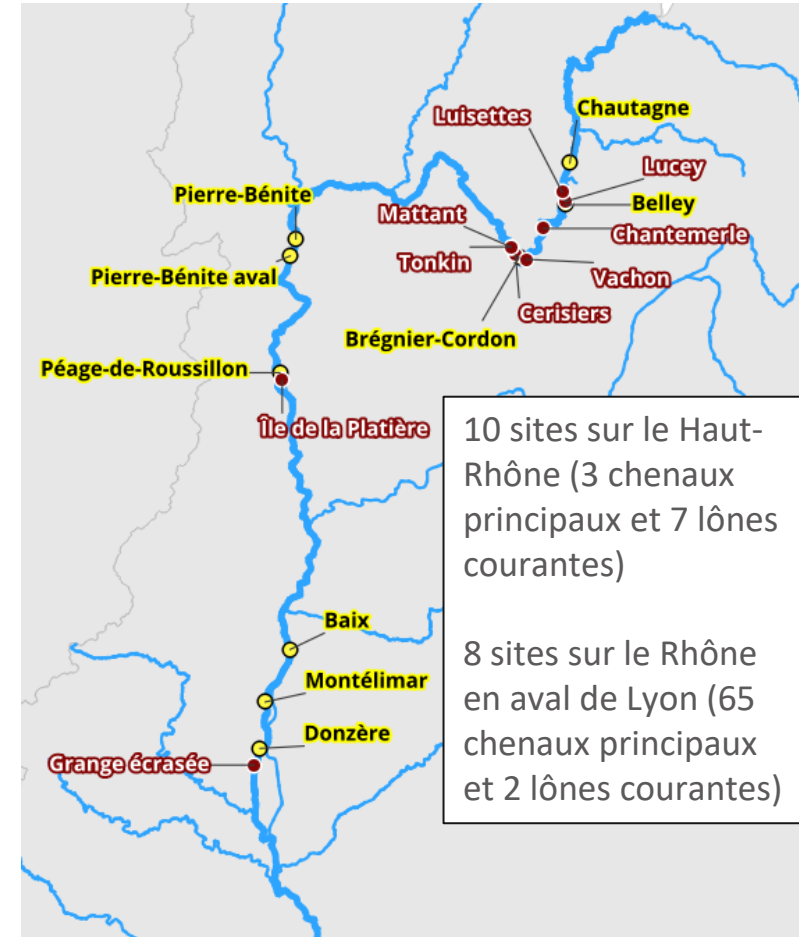 Chautagne
Luisettes
Lucey
Pierre-Bénite
Belley
Mattant
Chantemerle
Tonkin
Pierre-Bénite aval
Vachon
Cerisiers
Brégnier-Cordon
Péage-de-Roussillon
Île de la Platière
10 sites sur le Haut-
Rhône (3 chenaux
principaux et 7 lônes
courantes)
8 sites sur le Rhône
en aval de Lyon (65
chenaux principaux
et 2 lônes courantes)
Baix
Montélimar
Donzère
Grange écrasée